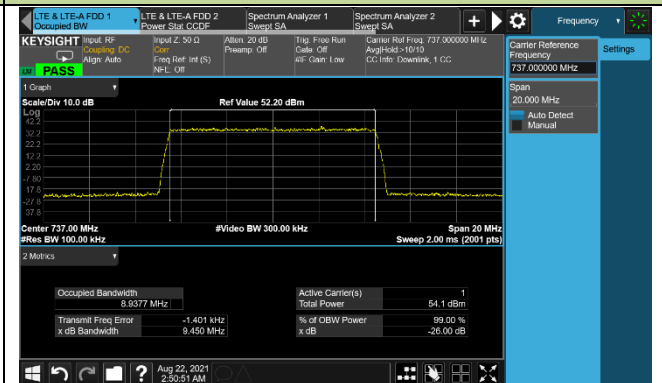 LTE & LTE-A FDD 1
Occupied BW
LTE & LTE-A FDD 2
Power Stat CCDF
Spectrum Analyzer 1
Swept SA
Spectrum Analyzer 2
Swept SA
Frequency
KEYSIGHT
Input: RF
Coupling: DC
Align: Auto
Input Z: 50 Ω
Corr
Freq Ref: Int (S)
NFE: Off
Atten: 20 dB
Preamp: Off
Trig: Free Run
Gate: Off
#IF Gain: Low
Carrier Ref Freq: 737.000000 MHz
Avg|Hold:>10/10
CC Info: Downlink, 1 CC
PASS
Carrier Reference
Frequency
737.000000 MHz
Settings
Span
20.000 MHz
Auto Detect
Manual
1 Graph
Scale/Div 10.0 dB
Ref Value 52.20 dBm
Log
42.2
32.2
22.2
12.2
2.20
-7.80
-17.8
-27.8
-37.8
Center 737.00 MHz
#Video BW 300.00 kHz
Span 20 MHz
#Res BW 100.00 kHz
Sweep 2.00 ms (2001 pts)
2 Metrics
Occupied Bandwidth
8.9377 MHz
Active Carrier(s) 1
Total Power 54.1 dBm
Transmit Freq Error -1.401 kHz
x dB Bandwidth 9.450 MHz
% of OBW Power 99.00 %
x dB -26.00 dB
Aug 22, 2021
2:50:51 AM